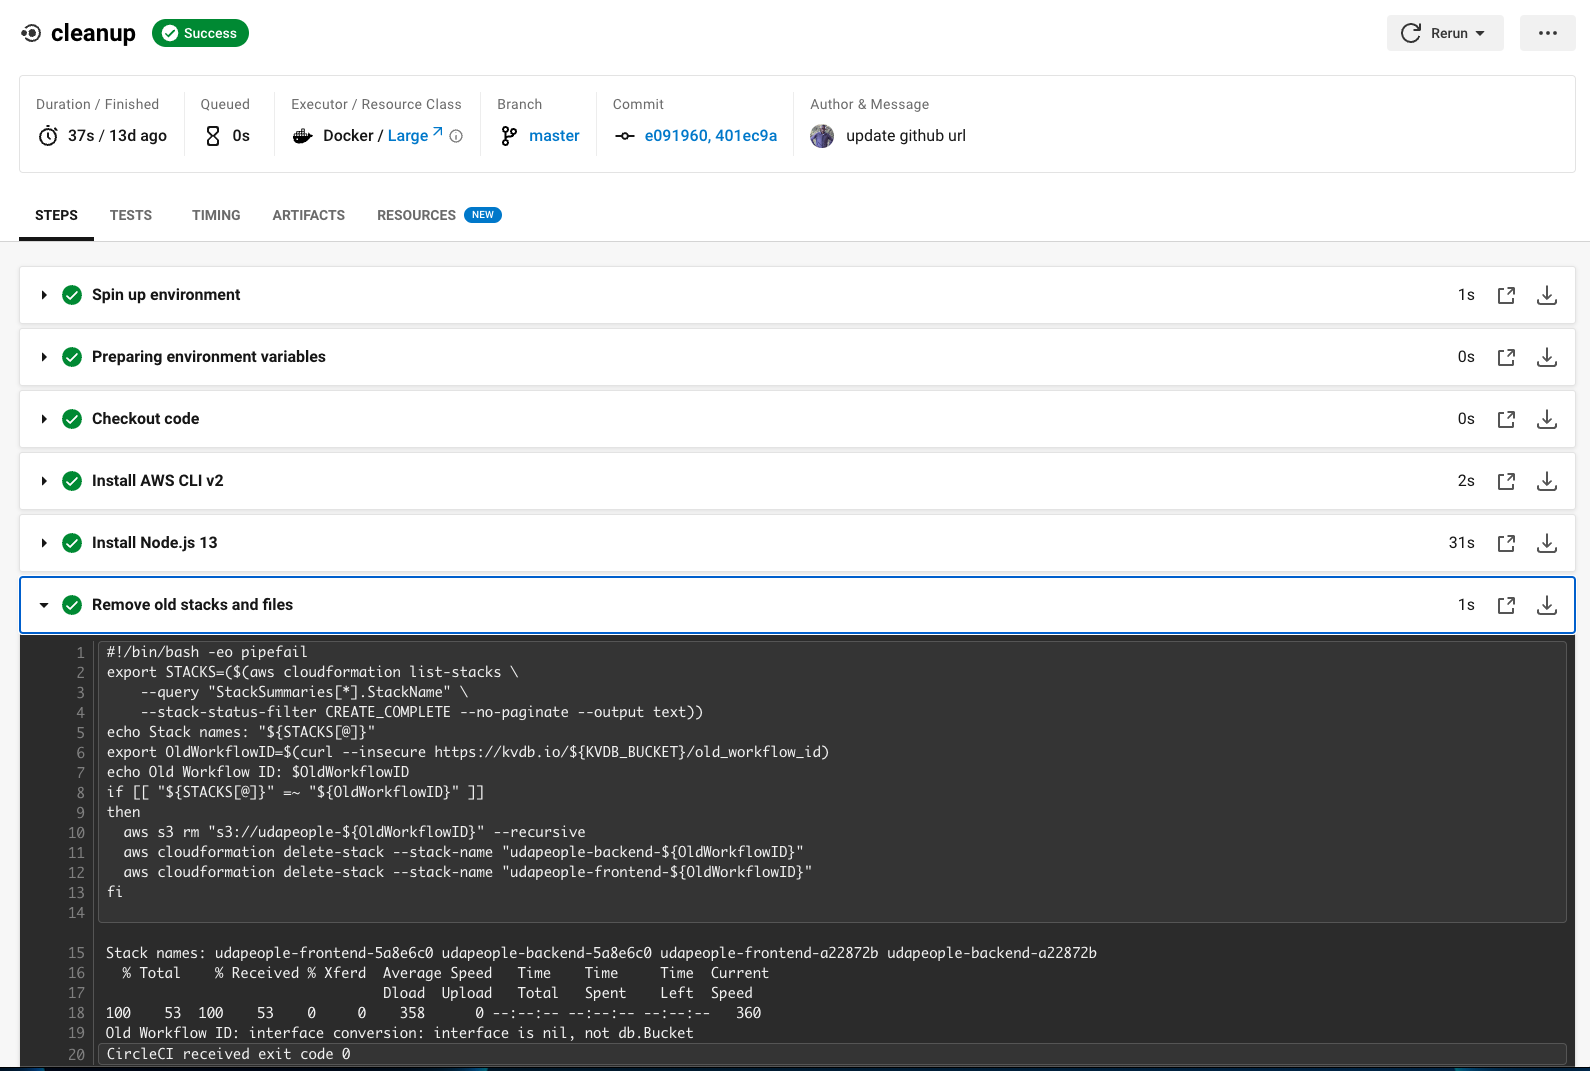 cleanup Success Rerun
Duration / Finished Queued Executor / Resource Class Branch Commit Author & Message
37s / 13d ago 0s Docker / Large master e091960, 401ec9a update github url
STEPS TESTS TIMING ARTIFACTS RESOURCES NEW
Spin up environment 1s
Preparing environment variables 0s
Checkout code 0s
Install AWS CLI v2 2s
Install Node.js 13 31s
Remove old stacks and files 1s
1 #!/bin/bash -eo pipefail
2 export STACKS=($(aws cloudformation list-stacks \
3     --query "StackSummaries[*].StackName" \
4     --stack-status-filter CREATE_COMPLETE --no-paginate --output text))
5 echo Stack names: "${STACKS[@]}"
6 export OldWorkflowID=$(curl --insecure https://kvdb.io/${KVDB_BUCKET}/old_workflow_id)
7 echo Old Workflow ID: $OldWorkflowID
8 if [[ "${STACKS[@]}" =~ "${OldWorkflowID}" ]]
9 then
10   aws s3 rm "s3://udapeople-${OldWorkflowID}" --recursive
11   aws cloudformation delete-stack --stack-name "udapeople-backend-${OldWorkflowID}"
12   aws cloudformation delete-stack --stack-name "udapeople-frontend-${OldWorkflowID}"
13 fi
14
15 Stack names: udapeople-frontend-5a8e6c0 udapeople-backend-5a8e6c0 udapeople-frontend-a22872b udapeople-backend-a22872b
16   % Total    % Received % Xferd  Average Speed   Time    Time     Time  Current
17                                  Dload  Upload   Total   Spent    Left  Speed
18 100    53  100    53    0     0    358      0 --:--:-- --:--:-- --:--:--   360
19 Old Workflow ID: interface conversion: interface is nil, not db.Bucket
20 CircleCI received exit code 0